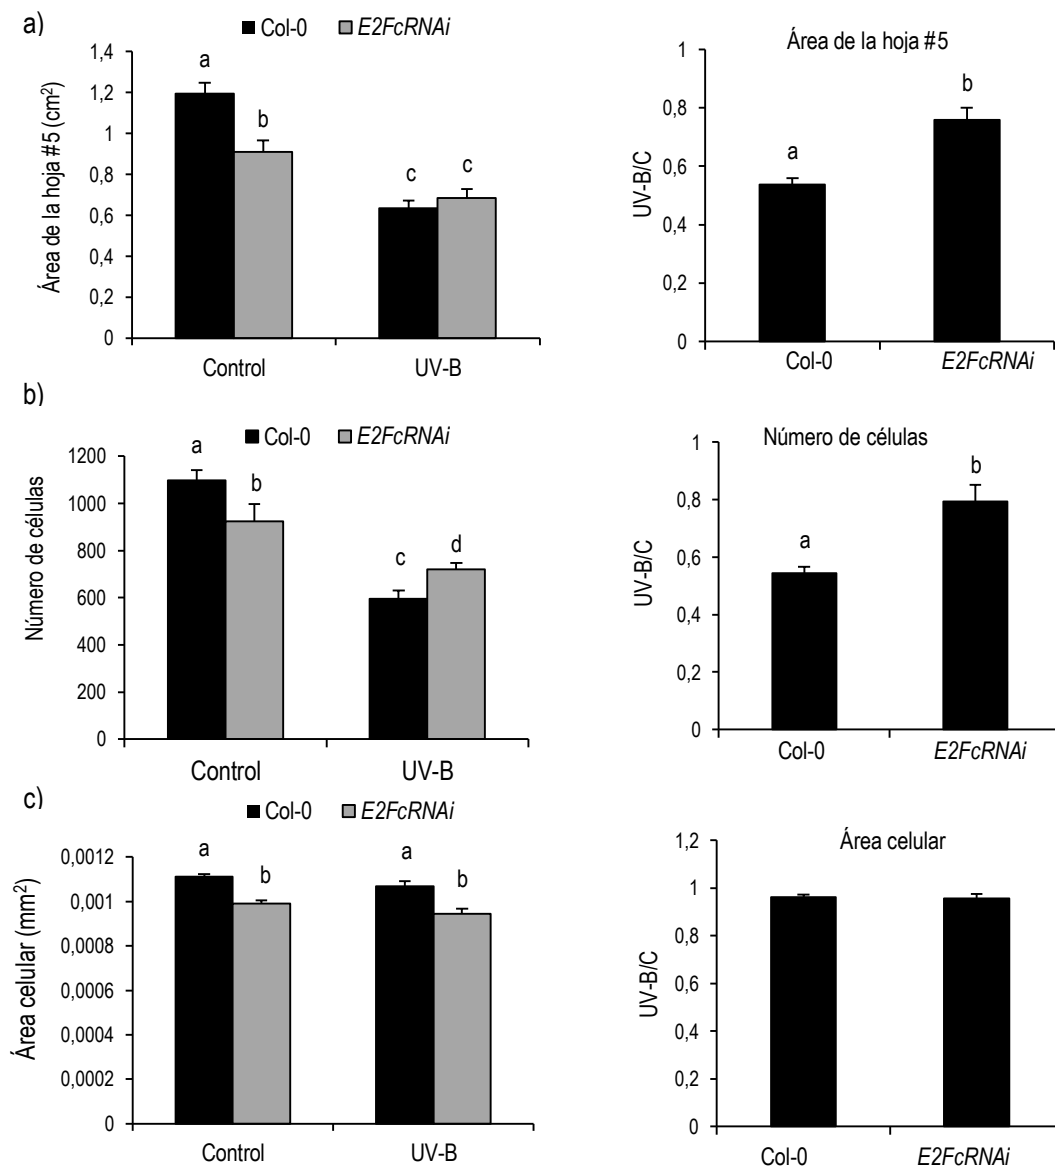 a)
Col-0 E2FcRNAi
Área de la hoja #5 (cm²)
1,4
1,2
1
0,8
0,6
0,4
0,2
0
a
b
c
c
Control UV-B
Área de la hoja #5
UV-B/C
1
0,8
0,6
0,4
0,2
0
a
b
Col-0 E2FcRNAi
b)
Col-0 E2FcRNAi
Número de células
1200
1000
800
600
400
200
0
a
b
c
d
Control UV-B
Número de células
UV-B/C
1
0,8
0,6
0,4
0,2
0
a
b
Col-0 E2FcRNAi
c)
Col-0 E2FcRNAi
Área celular (mm²)
0,0012
0,001
0,0008
0,0006
0,0004
0,0002
0
a
b
a
b
Control UV-B
Área celular
UV-B/C
1,2
1
0,8
0,6
0,4
0,2
0
Col-0 E2FcRNAi